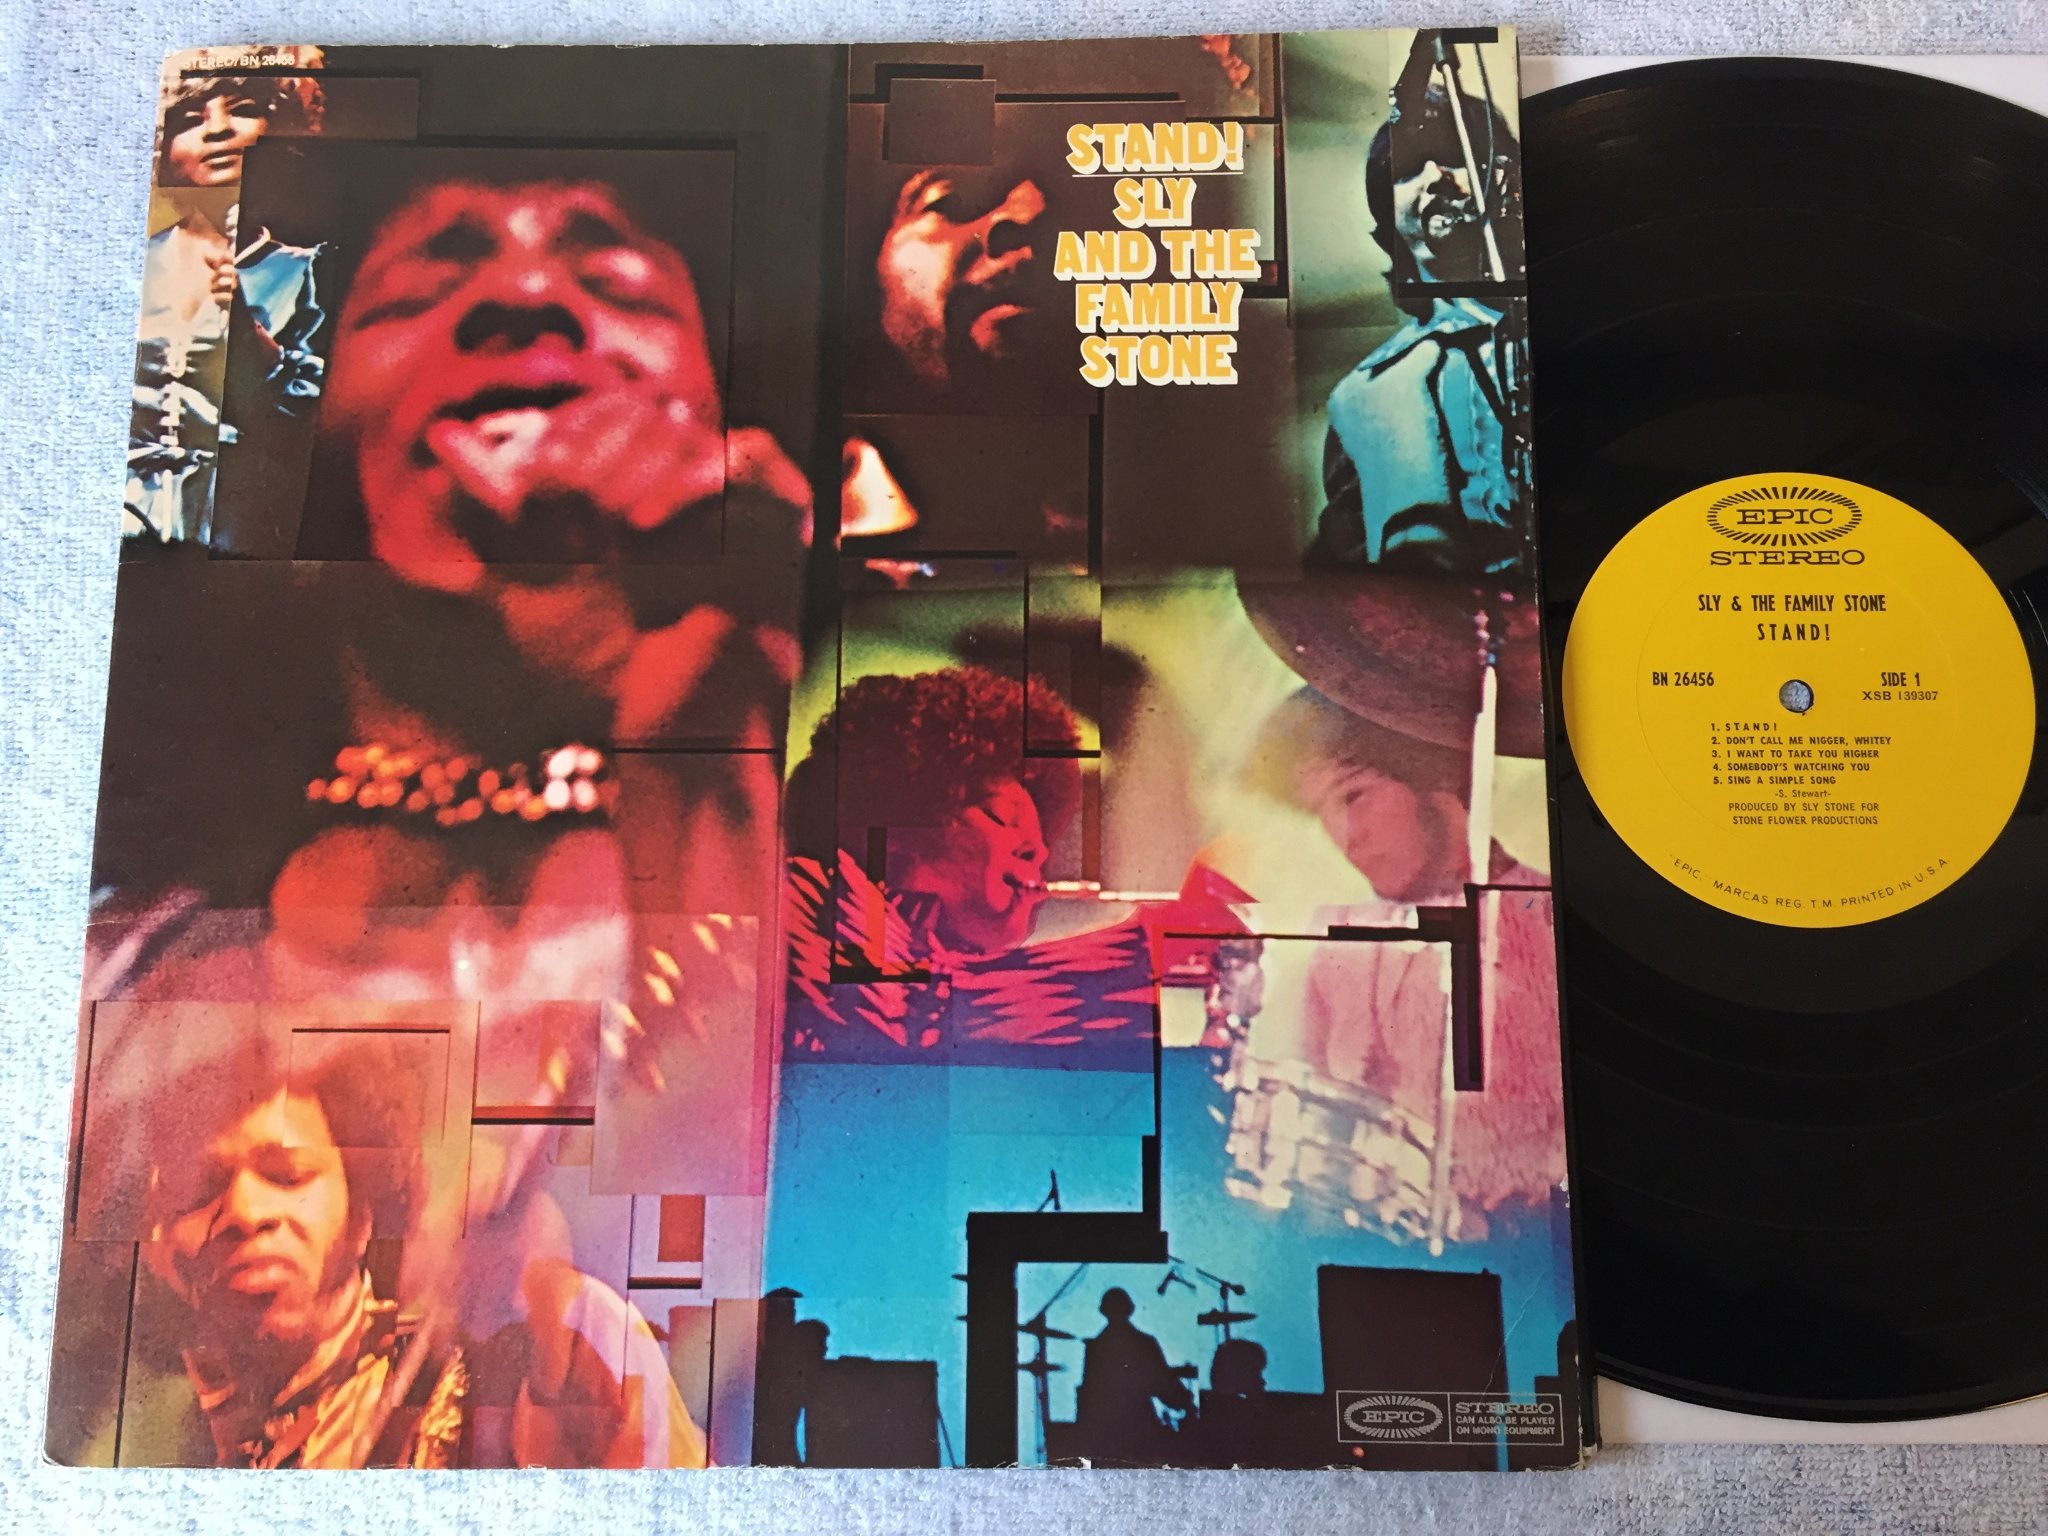 STEREO/BN 26456
STAND!
SLY
AND THE
FAMILY
STONE
EPIC
STEREO
CAN ALSO BE PLAYED
ON MONO EQUIPMENT
EPIC
STEREO
SLY & THE FAMILY STONE
STAND!
BN 26456
SIDE 1
XSB 139307
1. STAND!
2. DON'T CALL ME NIGGER, WHITEY
3. I WANT TO TAKE YOU HIGHER
4. SOMEBODY'S WATCHING YOU
5. SING A SIMPLE SONG
-S. Stewart-
PRODUCED BY SLY STONE FOR
STONE FLOWER PRODUCTIONS
"EPIC," MARCAS REG. T.M. PRINTED IN U.S.A.